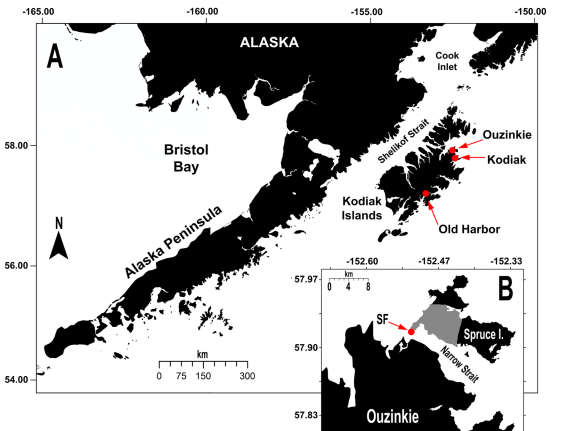 -165.00 -160.00 -155.00 -150.00
A
ALASKA
Cook
Inlet
58.00
Bristol
Bay
Shelikof Strait
Ouzinkie
Kodiak
Kodiak
Islands
Old Harbor
N
Alaska Peninsula
56.00
54.00
km
0 75 150 300
-152.60 -152.47 -152.33
57.97
km
0 4 8
B
SF
Spruce I.
57.90
Narrow Strait
57.83
Ouzinkie